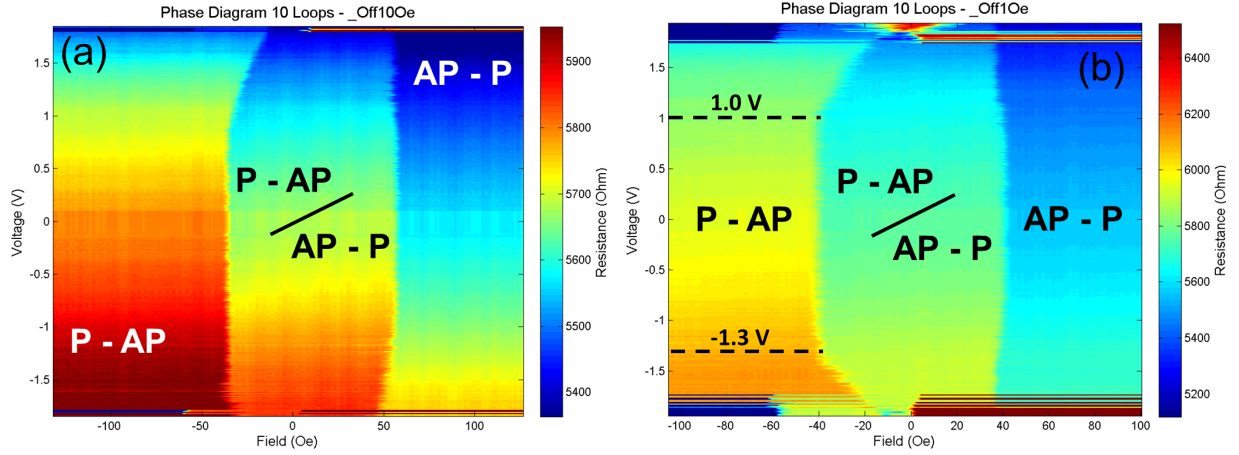 Phase Diagram 10 Loops - _Off10Oe
(a)
AP - P
P - AP
AP - P
P - AP
1.5
1
0.5
0
-0.5
-1
-1.5
Voltage (V)
-100
-50
0
50
100
Field (Oe)
5900
5800
5700
5600
5500
5400
Resistance (Ohm)
Phase Diagram 10 Loops - _Off1Oe
(b)
1.0 V
P - AP
P - AP
AP - P
AP - P
-1.3 V
1.5
1
0.5
0
-0.5
-1
-1.5
Voltage (V)
-100
-80
-60
-40
-20
0
20
40
60
80
100
Field (Oe)
6400
6200
6000
5800
5600
5400
5200
Resistance (Ohm)